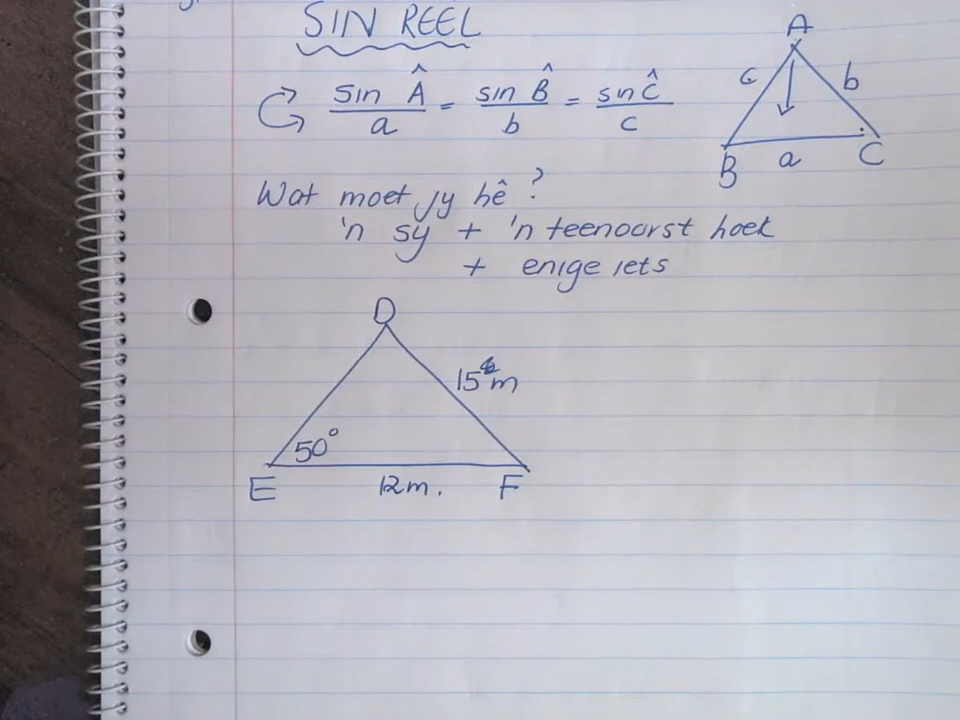 SIN REEL
A
sin Â/a = sin B̂/b = sin Ĉ/c
c b
B a C
Wat moet jy hê?
'n sy + 'n teenoorst hoek
+ enige iets
D
15 m
50°
E 12m. F